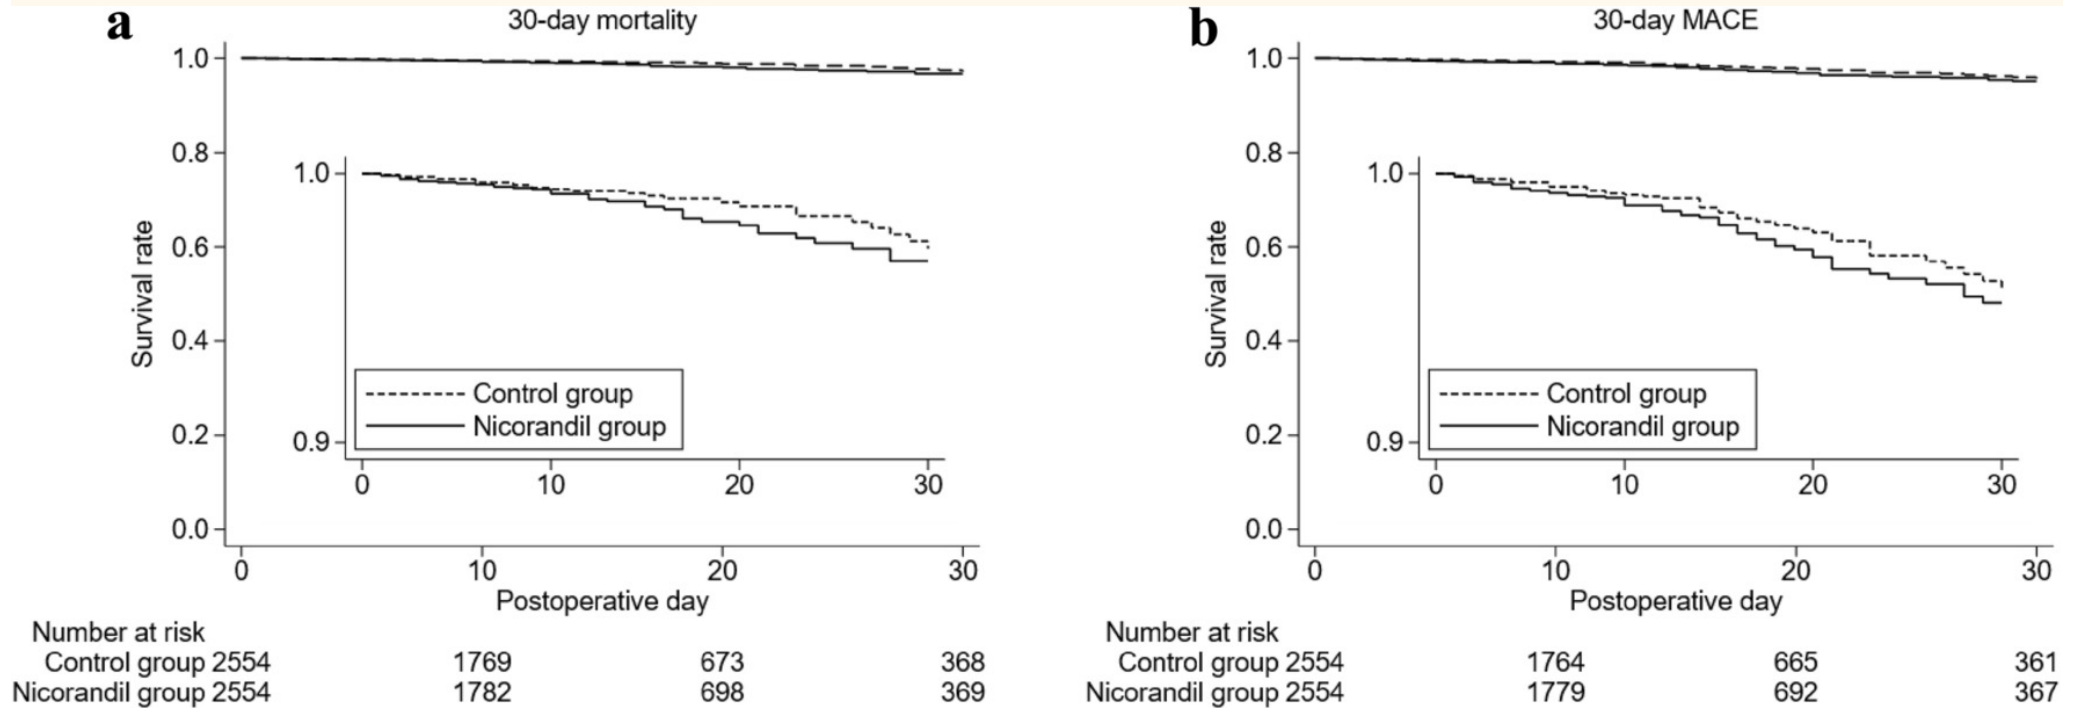 a
30-day mortality
1.0
0.8
0.6
0.4
0.2
0.0
Survival rate
1.0
0.9
Control group
Nicorandil group
0 10 20 30
0 10 20 30
Postoperative day
Number at risk
Control group 2554 1769 673 368
Nicorandil group 2554 1782 698 369
b
30-day MACE
1.0
0.8
0.6
0.4
0.2
0.0
Survival rate
1.0
0.9
Control group
Nicorandil group
0 10 20 30
0 10 20 30
Postoperative day
Number at risk
Control group 2554 1764 665 361
Nicorandil group 2554 1779 692 367